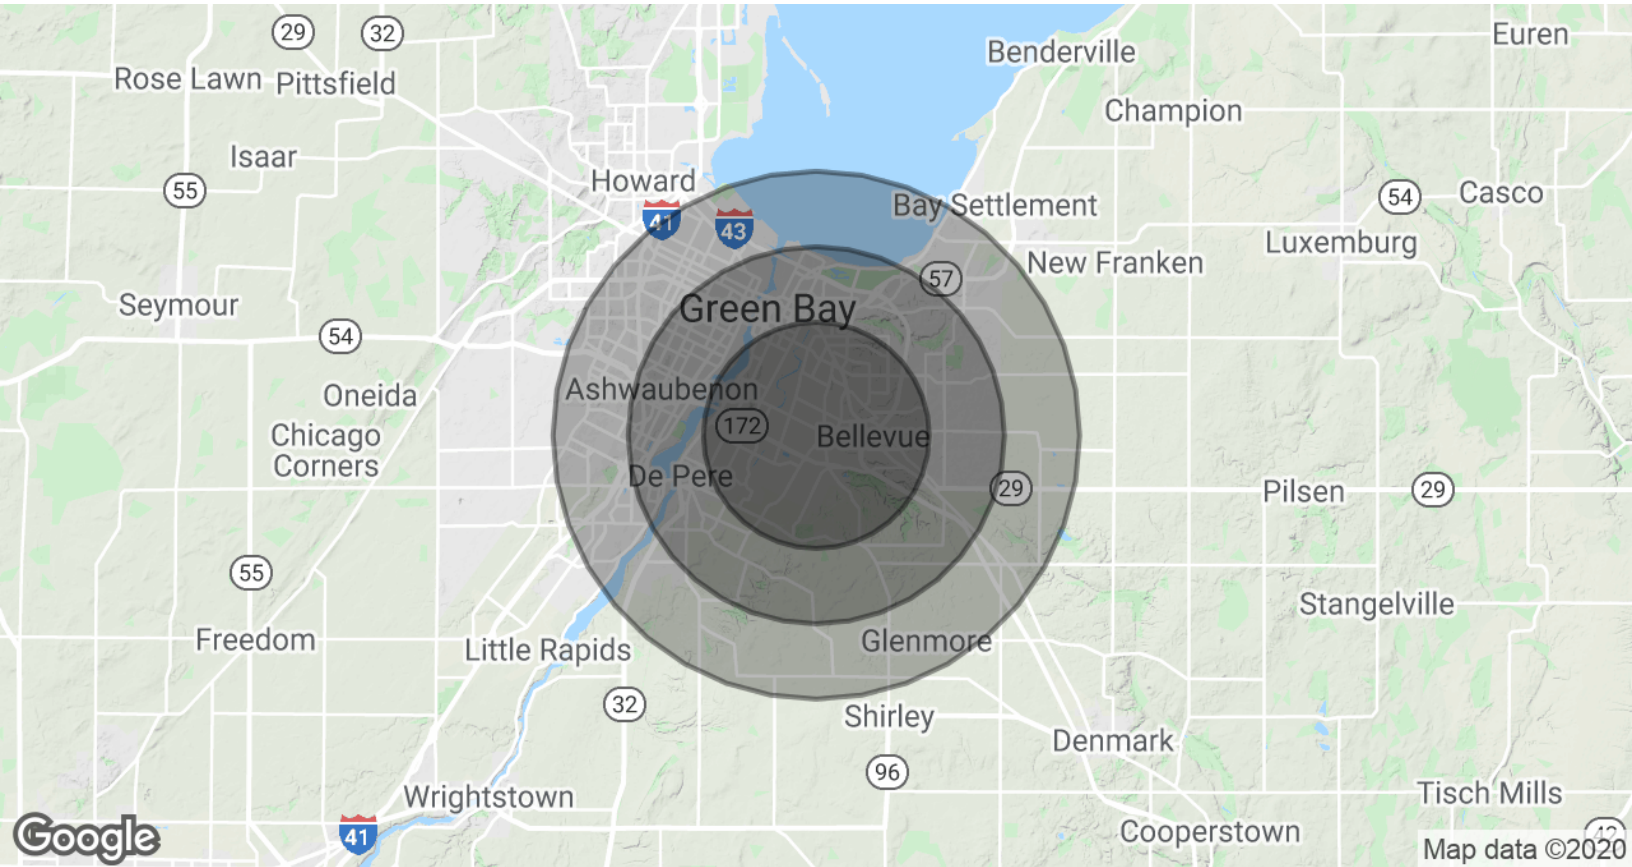 29
32
Euren
Benderville
Rose Lawn
Pittsfield
Champion
Isaar
55
Howard
54
Casco
Bay Settlement
41
43
Luxemburg
New Franken
57
Seymour
Green Bay
54
Oneida
Ashwaubenon
172
Bellevue
Chicago
Corners
De Pere
29
Pilsen
29
55
Stangelville
Freedom
Little Rapids
Glenmore
32
Shirley
Denmark
96
Wrightstown
Tisch Mills
Google
41
Cooperstown
42
Map data ©2020